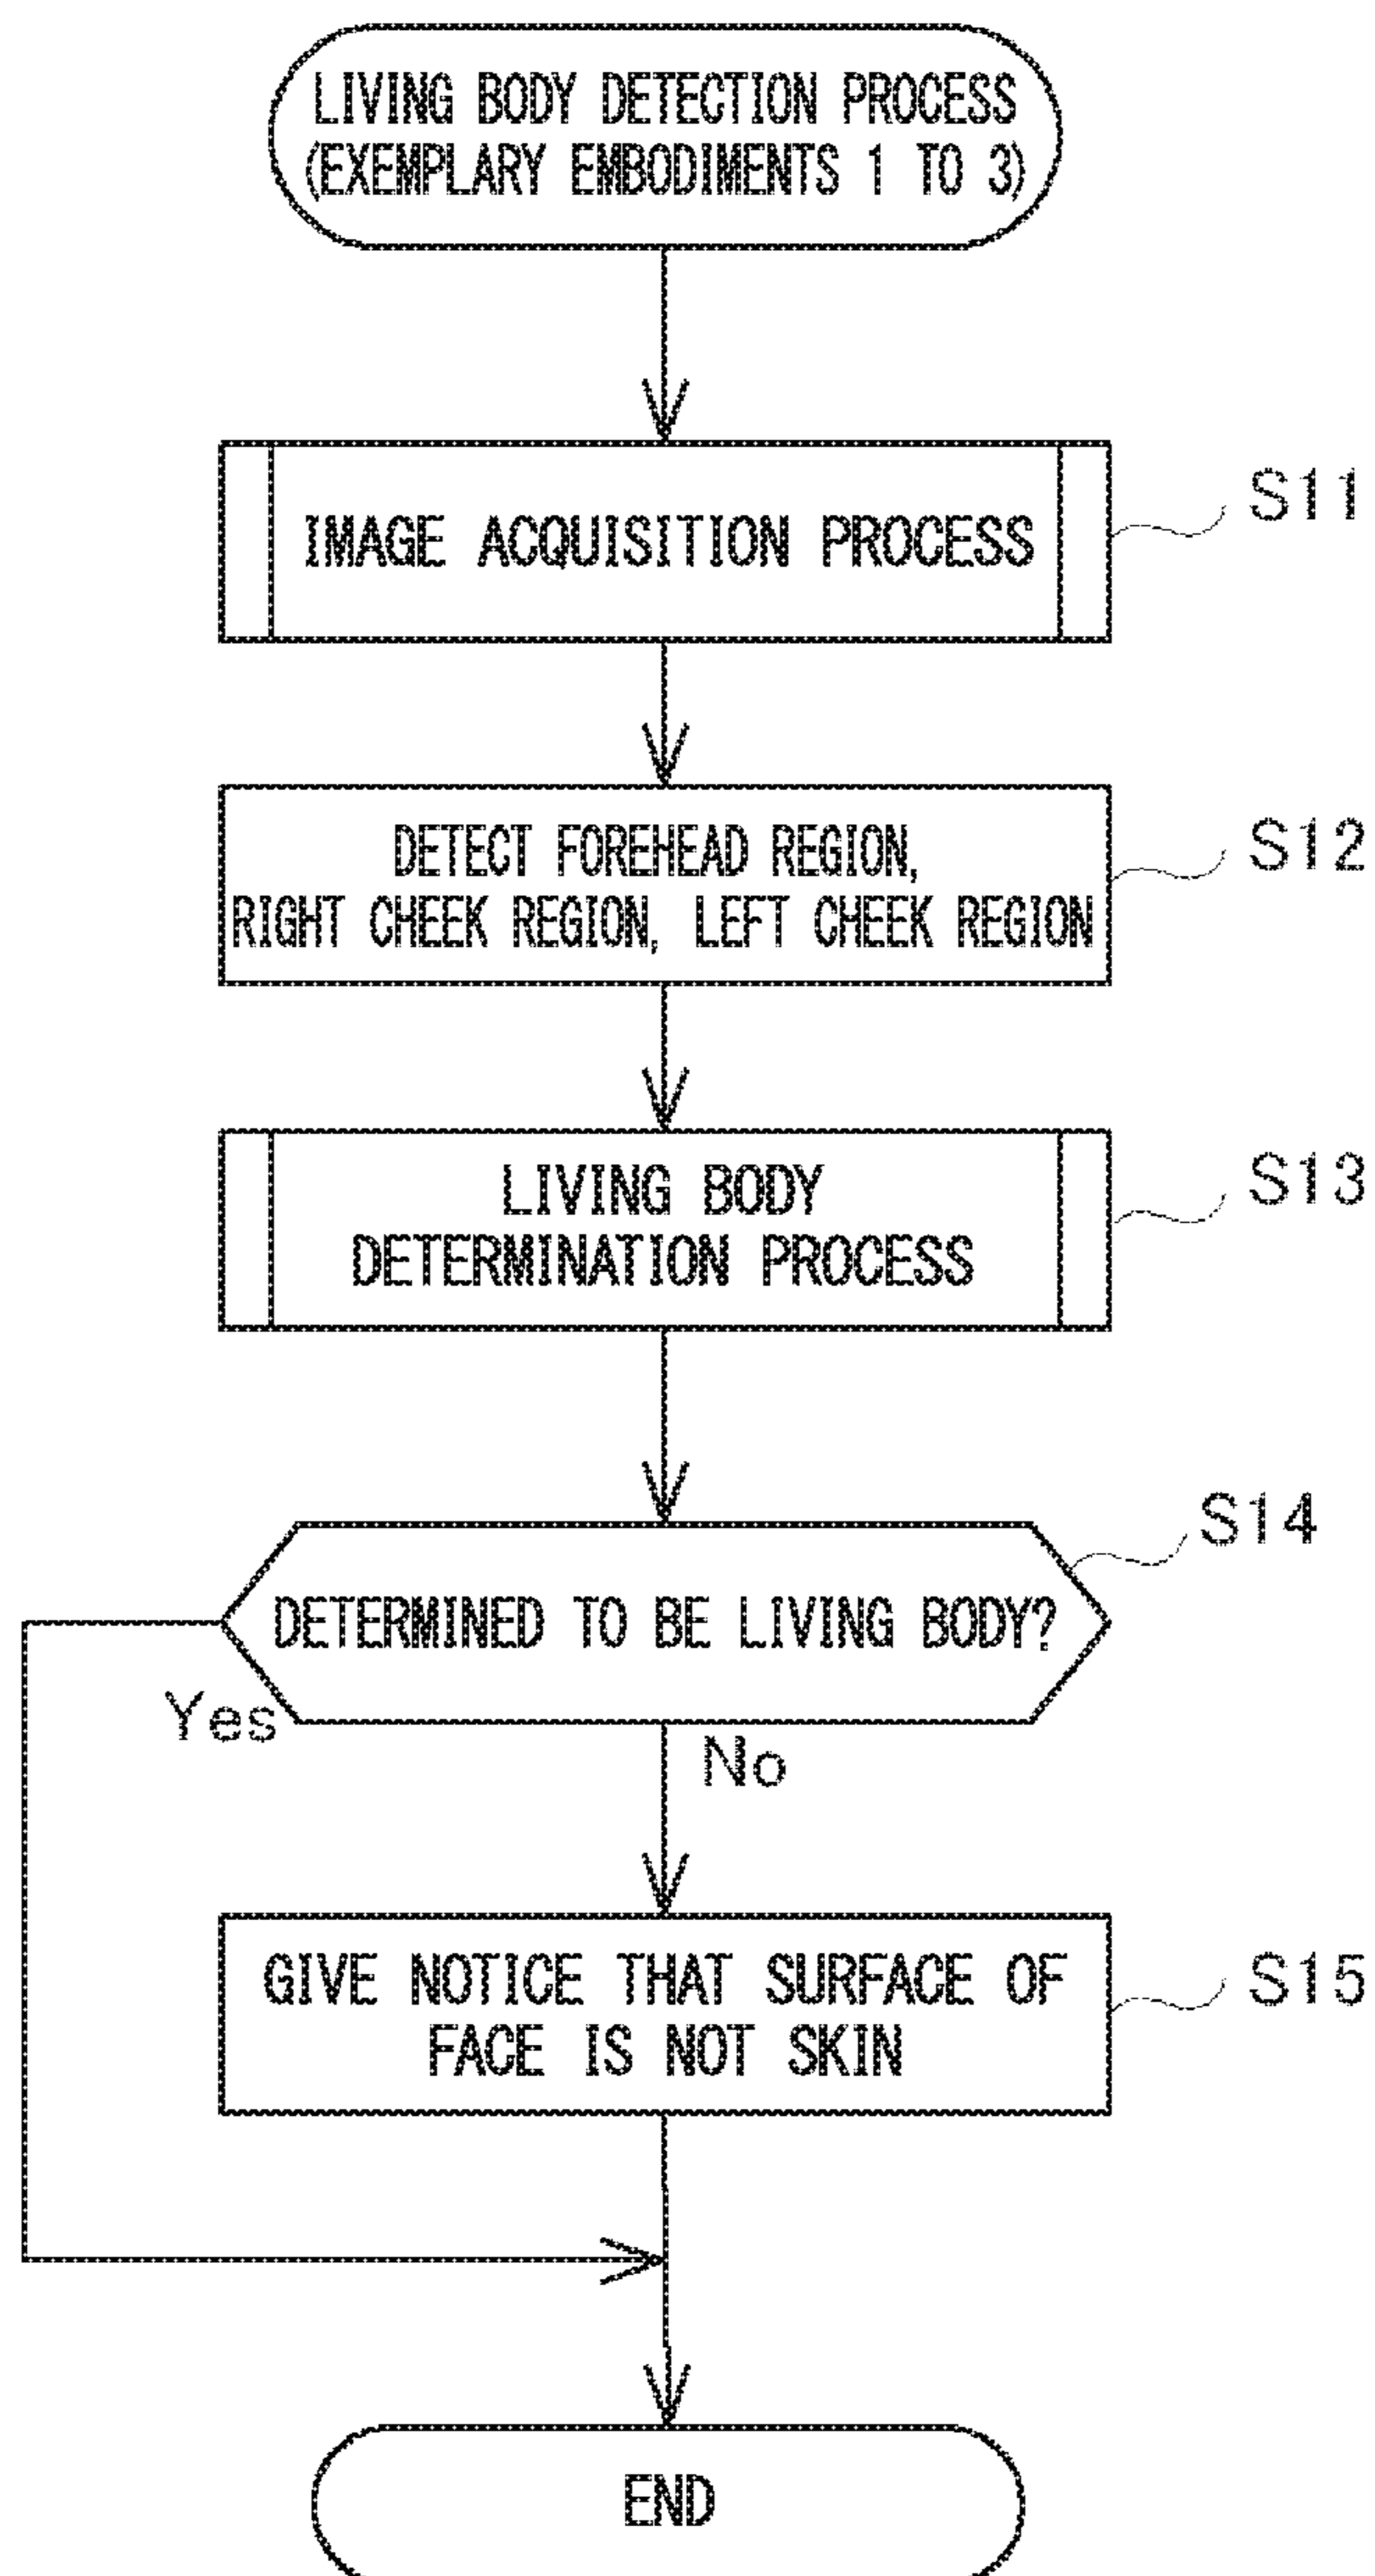 LIVING BODY DETECTION PROCESS
(EXEMPLARY EMBODIMENTS 1 TO 3)
IMAGE ACQUISITION PROCESS
S11
DETECT FOREHEAD REGION,
RIGHT CHEEK REGION, LEFT CHEEK REGION
S12
LIVING BODY
DETERMINATION PROCESS
S13
S14
DETERMINED TO BE LIVING BODY?
Yes
No
GIVE NOTICE THAT SURFACE OF
FACE IS NOT SKIN
S15
END